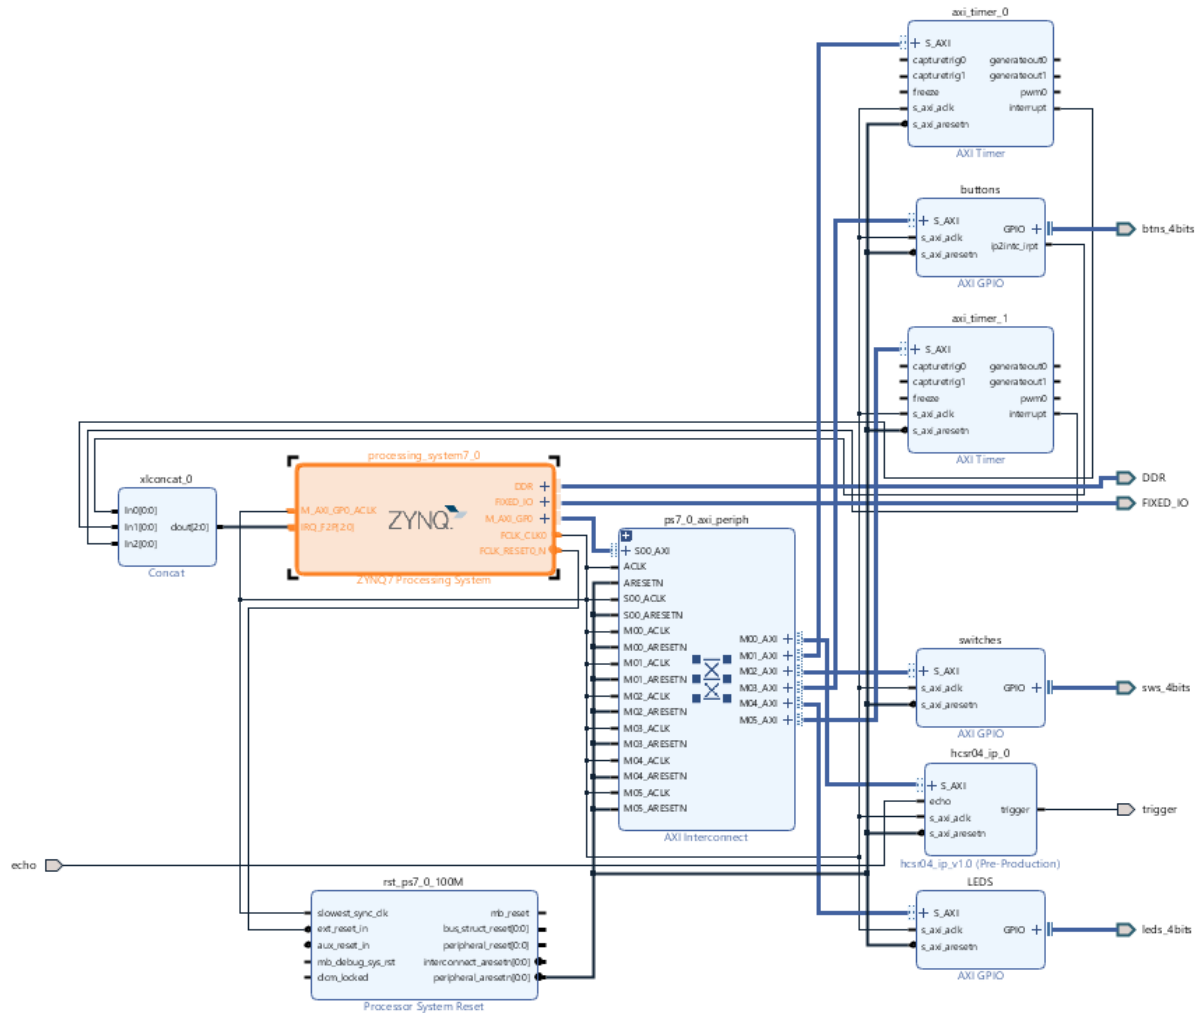 axi_timer_0
S_AXI
capturetrig0 generateout0
capturetrig1 generateout1
freeze pwm0
s_axi_aclk interrupt
s_axi_aresetn
AXI Timer
buttons
S_AXI
GPIO
s_axi_aclk
ip2intc_irpt
s_axi_aresetn
AXI GPIO
btns_4bits
axi_timer_1
S_AXI
capturetrig0 generateout0
capturetrig1 generateout1
freeze pwm0
s_axi_aclk interrupt
s_axi_aresetn
AXI Timer
xlconcat_0
In0[0:0]
In1[0:0] dout[2:0]
In2[0:0]
Concat
processing_system7_0
DDR
FIXED_IO
M_AXI_GP0_ACLK M_AXI_GP0
IRQ_F2P[2:0] FCLK_CLK0
FCLK_RESET0_N
ZYNQ.
ZYNQ7 Processing System
DDR
FIXED_IO
ps7_0_axi_periph
S00_AXI
ACLK
ARESETN
S00_ACLK
S00_ARESETN
M00_ACLK
M00_ARESETN
M01_ACLK
M01_ARESETN
M02_ACLK
M02_ARESETN
M03_ACLK
M03_ARESETN
M04_ACLK
M04_ARESETN
M05_ACLK
M05_ARESETN
M00_AXI
M01_AXI
M02_AXI
M03_AXI
M04_AXI
M05_AXI
AXI Interconnect
switches
S_AXI
s_axi_aclk GPIO
s_axi_aresetn
AXI GPIO
sws_4bits
hcsr04_ip_0
S_AXI
echo
s_axi_aclk
s_axi_aresetn
trigger
hcsr04_ip_v1.0 (Pre-Production)
trigger
echo
rst_ps7_0_100M
slowest_sync_clk mb_reset
ext_reset_in bus_struct_reset[0:0]
aux_reset_in peripheral_reset[0:0]
mb_debug_sys_rst interconnect_aresetn[0:0]
dcm_locked peripheral_aresetn[0:0]
Processor System Reset
LEDS
S_AXI
s_axi_aclk GPIO
s_axi_aresetn
AXI GPIO
leds_4bits